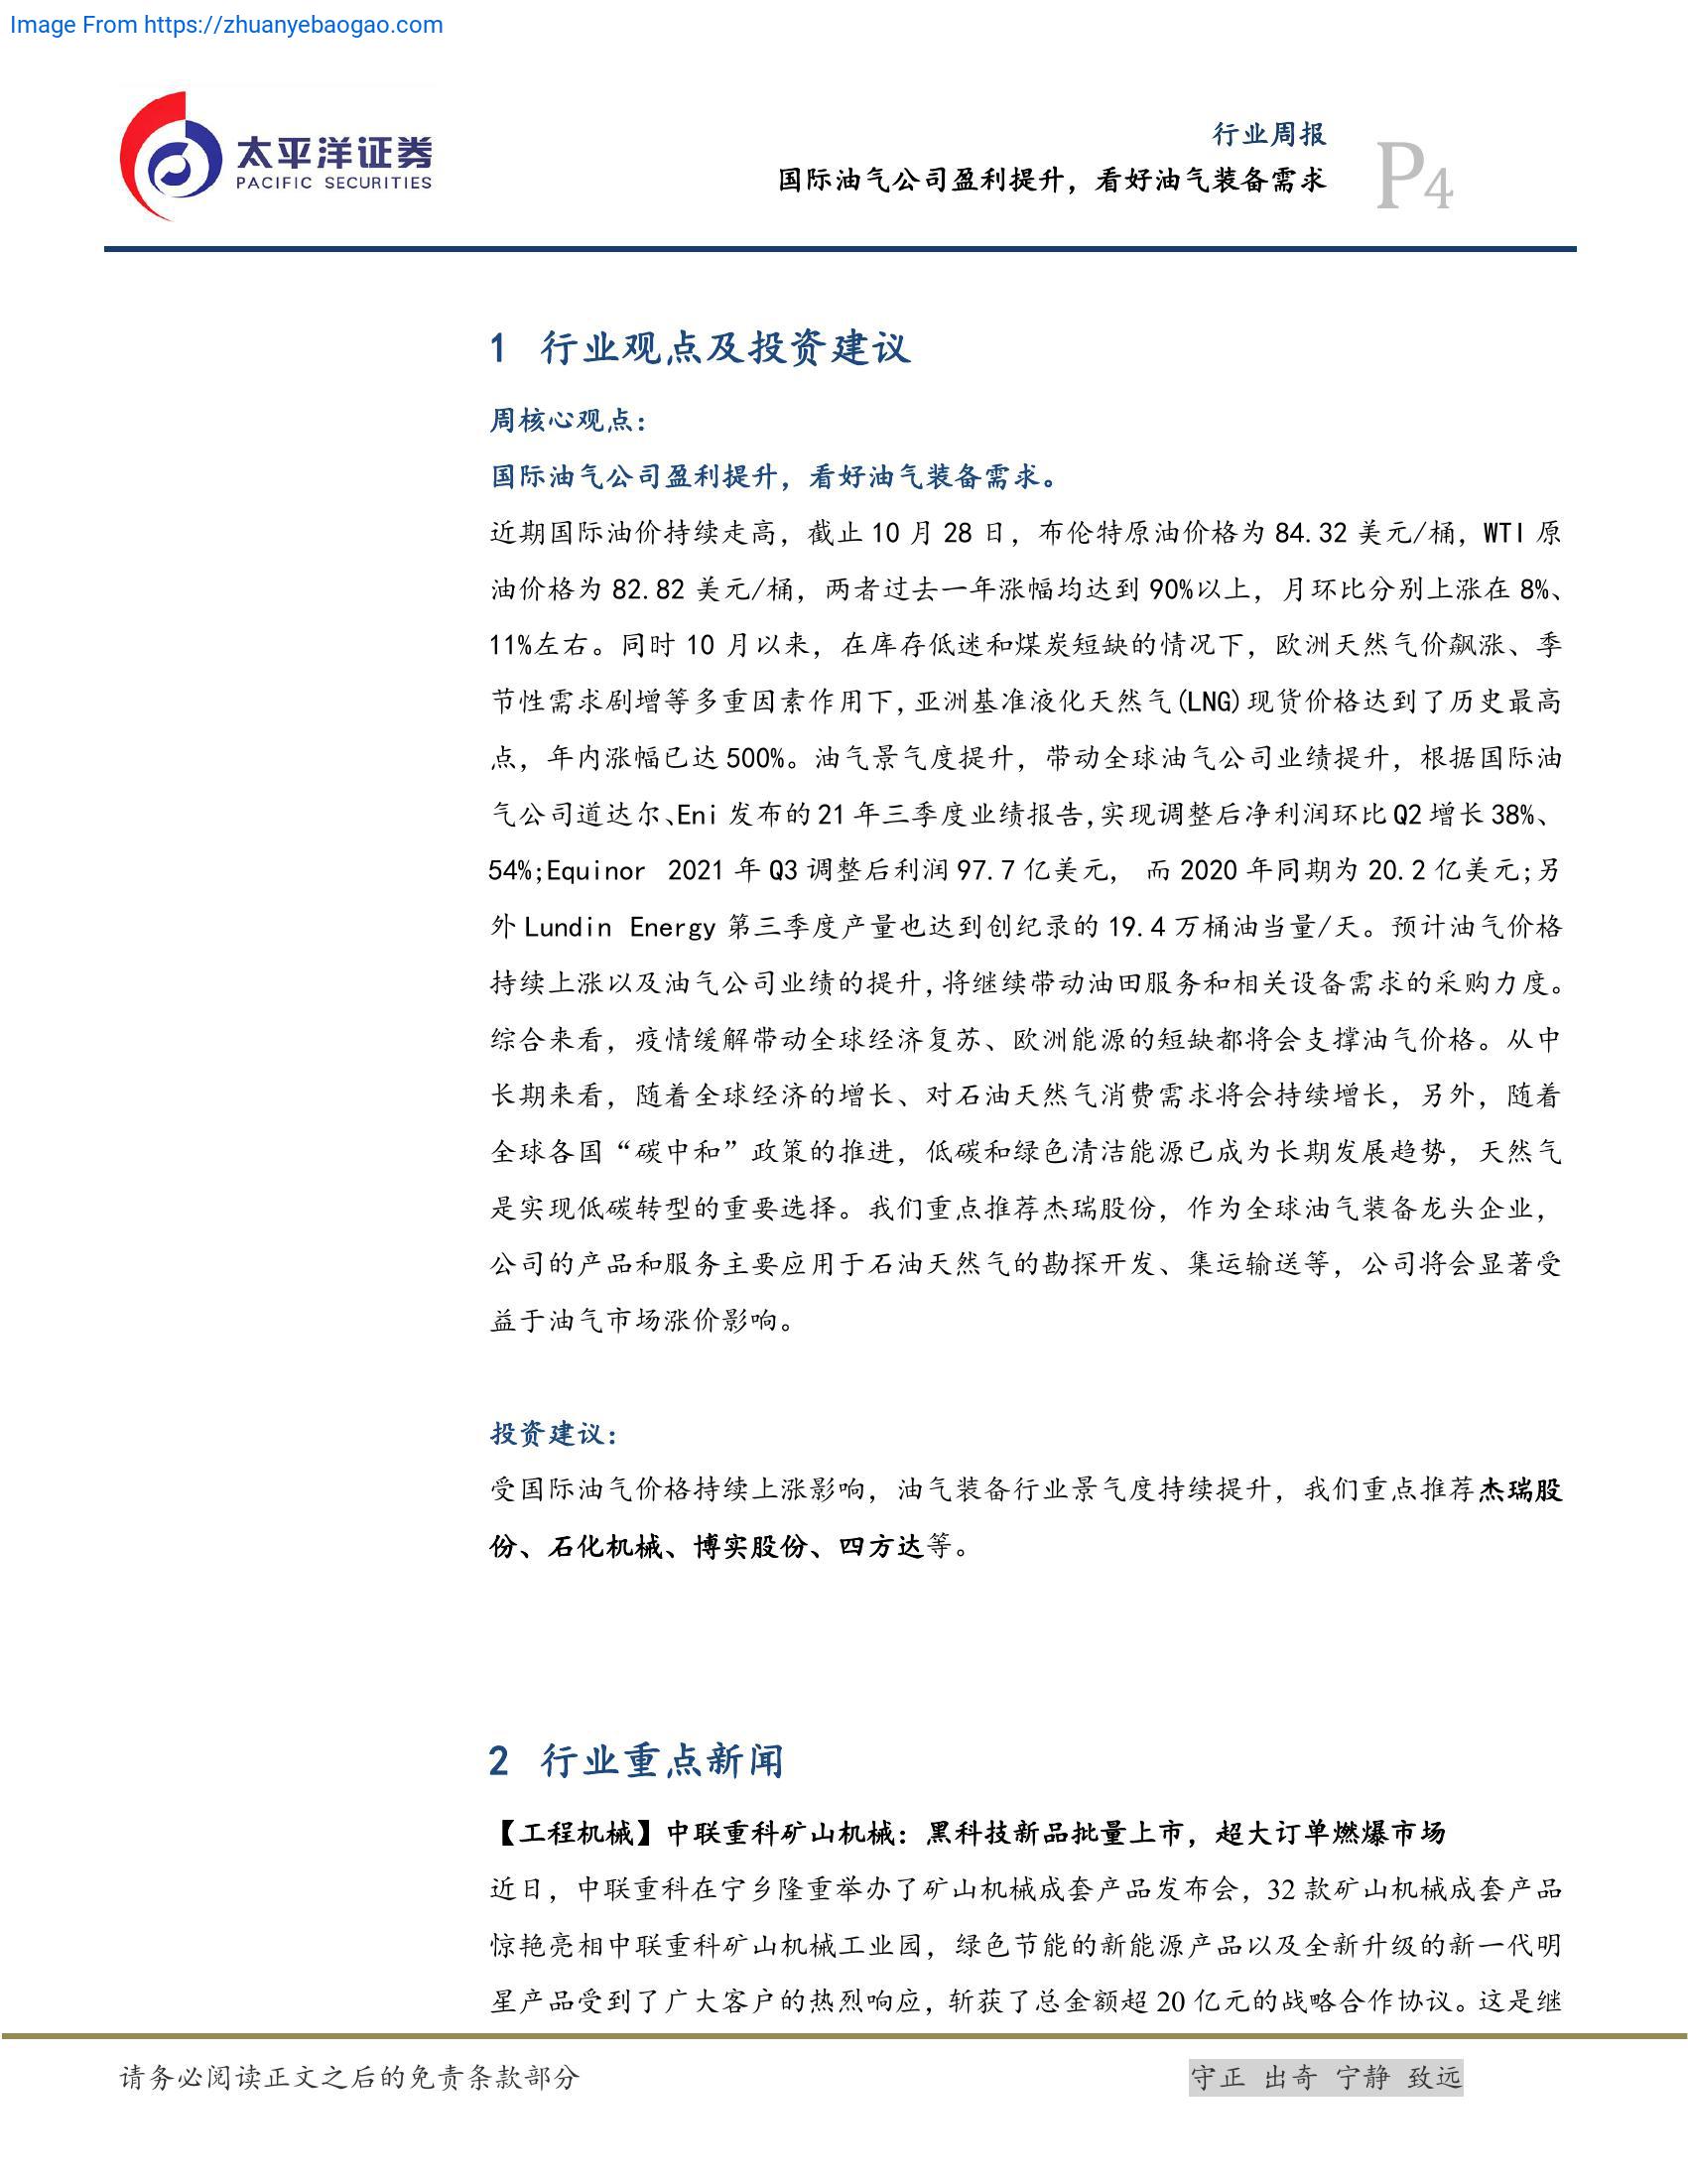 Image From https://zhuanyebaogao.com
太平洋证券
PACIFIC SECURITIES
行业周报
国际油气公司盈利提升，看好油气装备需求
P4
1 行业观点及投资建议
周核心观点：
国际油气公司盈利提升，看好油气装备需求。
近期国际油价持续走高，截止 10 月 28 日，布伦特原油价格为 84.32 美元/桶，WTI 原
油价格为 82.82 美元/桶，两者过去一年涨幅均达到 90%以上，月环比分别上涨在 8%、
11%左右。同时 10 月以来，在库存低迷和煤炭短缺的情况下，欧洲天然气价飙涨、季
节性需求剧增等多重因素作用下,亚洲基准液化天然气(LNG)现货价格达到了历史最高
点，年内涨幅已达 500%。油气景气度提升，带动全球油气公司业绩提升，根据国际油
气公司道达尔、Eni 发布的 21 年三季度业绩报告,实现调整后净利润环比 Q2 增长 38%、
54%;Equinor 2021 年 Q3 调整后利润 97.7 亿美元， 而 2020 年同期为 20.2 亿美元;另
外 Lundin Energy 第三季度产量也达到创纪录的 19.4 万桶油当量/天。预计油气价格
持续上涨以及油气公司业绩的提升,将继续带动油田服务和相关设备需求的采购力度。
综合来看，疫情缓解带动全球经济复苏、欧洲能源的短缺都将会支撑油气价格。从中
长期来看，随着全球经济的增长、对石油天然气消费需求将会持续增长，另外，随着
全球各国“碳中和”政策的推进，低碳和绿色清洁能源已成为长期发展趋势，天然气
是实现低碳转型的重要选择。我们重点推荐杰瑞股份，作为全球油气装备龙头企业，
公司的产品和服务主要应用于石油天然气的勘探开发、集运输送等，公司将会显著受
益于油气市场涨价影响。
投资建议：
受国际油气价格持续上涨影响，油气装备行业景气度持续提升，我们重点推荐杰瑞股
份、石化机械、博实股份、四方达等。
2 行业重点新闻
【工程机械】中联重科矿山机械：黑科技新品批量上市，超大订单燃爆市场
近日，中联重科在宁乡隆重举办了矿山机械成套产品发布会，32 款矿山机械成套产品
惊艳亮相中联重科矿山机械工业园，绿色节能的新能源产品以及全新升级的新一代明
星产品受到了广大客户的热烈响应，斩获了总金额超 20 亿元的战略合作协议。这是继
请务必阅读正文之后的免责条款部分
守正 出奇 宁静 致远